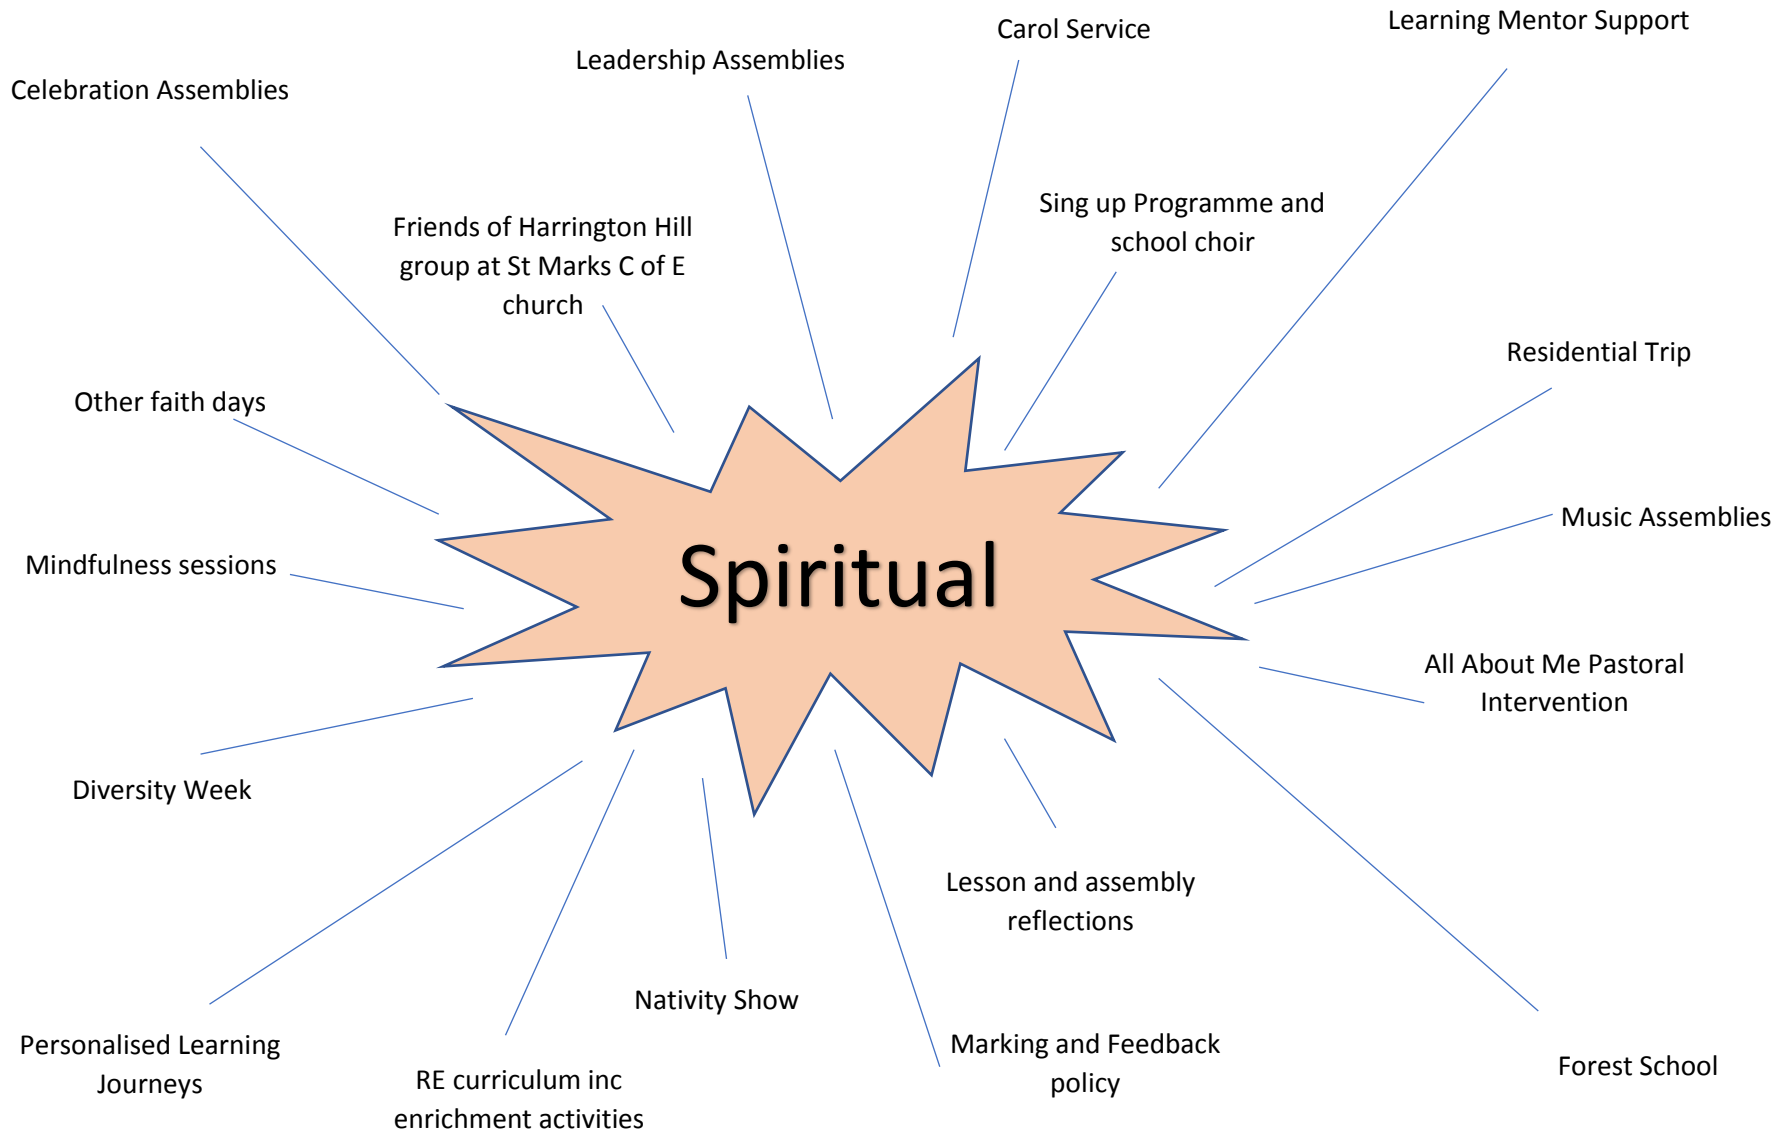 Learning Mentor Support
Carol Service
Leadership Assemblies
Celebration Assemblies
Sing up Programme and
school choir
Friends of Harrington Hill
group at St Marks C of E
church
Residential Trip
Other faith days
Music Assemblies
Mindfulness sessions
Spiritual
All About Me Pastoral
Intervention
Diversity Week
Lesson and assembly
reflections
Nativity Show
Personalised Learning
Journeys
RE curriculum inc
enrichment activities
Marking and Feedback
policy
Forest School